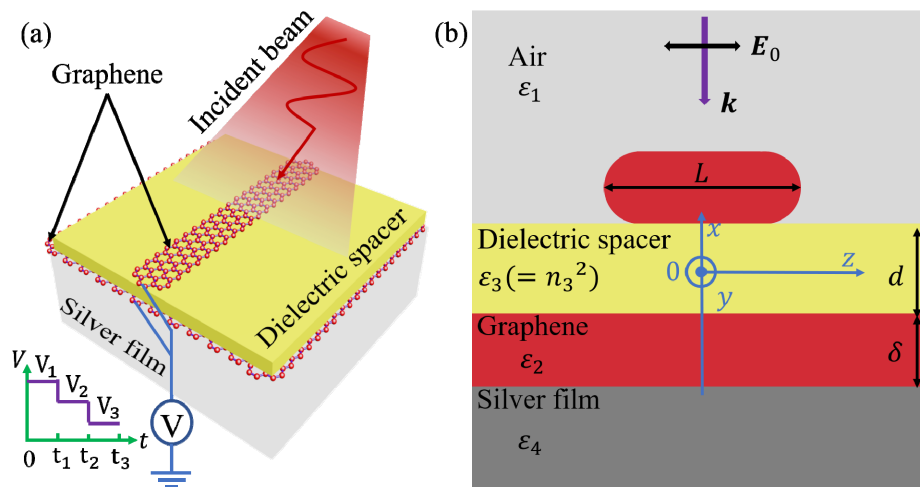 (a)
Graphene
Incident beam
Dielectric spacer
Silver film
V
V₁
V₂
V₃
0
t₁
t₂
t₃
t
V
(b)
Air
ε₁
E₀
k
L
x
Dielectric spacer
ε₃(= n₃²)
0
z
y
d
Graphene
ε₂
δ
Silver film
ε₄